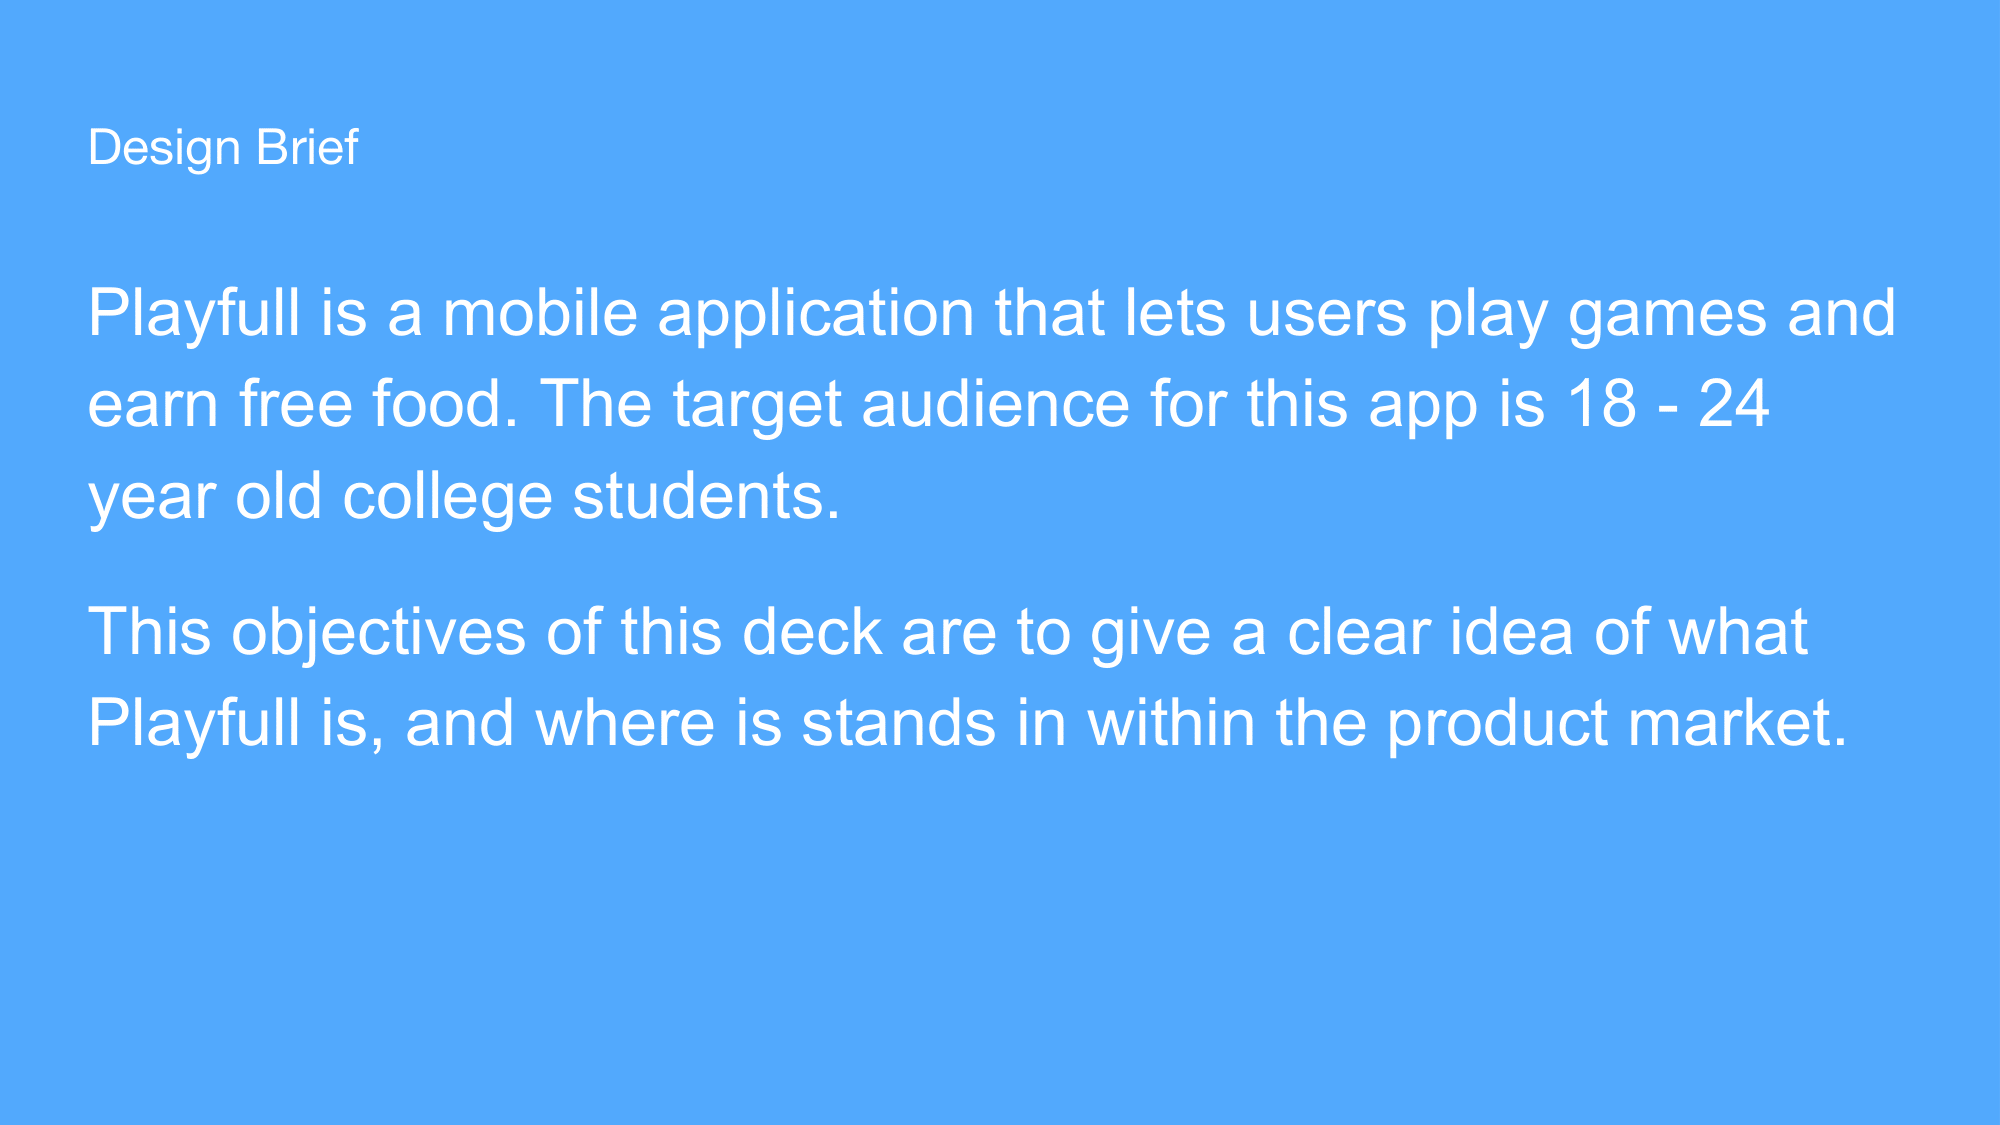 Design Brief
Playfull is a mobile application that lets users play games and
earn free food. The target audience for this app is 18 - 24
year old college students.
This objectives of this deck are to give a clear idea of what
Playfull is, and where is stands in within the product market.